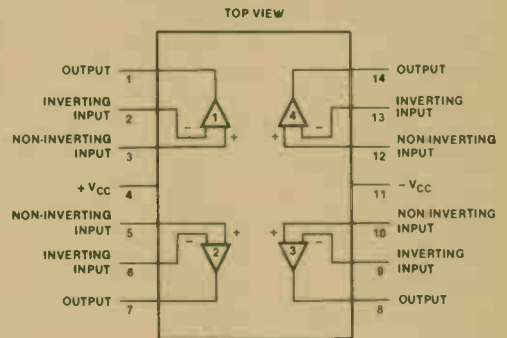 TOP VIEW
OUTPUT
1
INVERTING
INPUT
2
NON-INVERTING
INPUT
3
+ VCC
4
NON-INVERTING
INPUT
5
INVERTING
INPUT
6
OUTPUT
7
1
- +
4
- +
2
- +
3
+ -
14
OUTPUT
13
INVERTING
INPUT
12
NON-INVERTING
INPUT
11
- VCC
10
NON INVERTING
INPUT
9
INVERTING
INPUT
8
OUTPUT